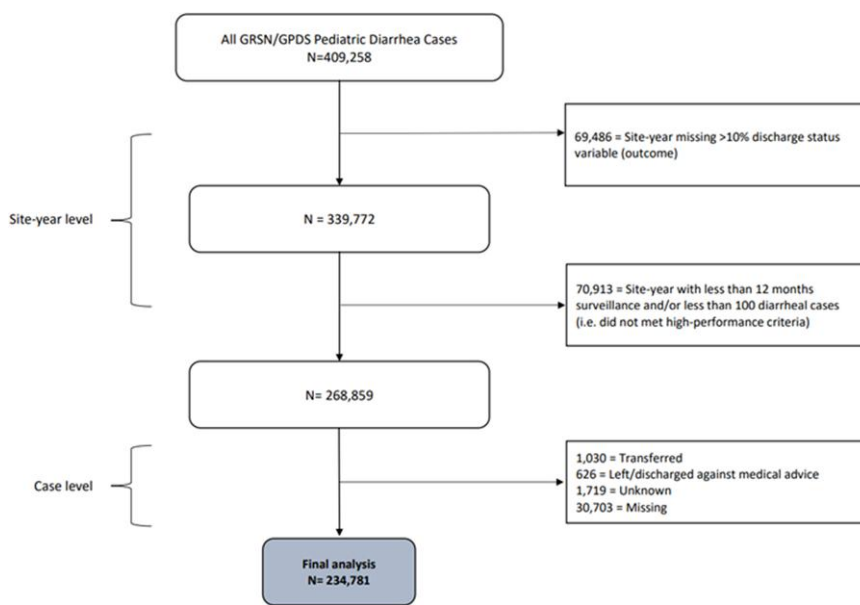 All GRSN/GPDS Pediatric Diarrhea Cases
N=409,258
69,486 = Site-year missing >10% discharge status
variable (outcome)
Site-year level
N = 339,772
70,913 = Site-year with less than 12 months
surveillance and/or less than 100 diarrheal cases
(i.e. did not met high-performance criteria)
N= 268,859
1,030 = Transferred
626 = Left/discharged against medical advice
1,719 = Unknown
30,703 = Missing
Case level
Final analysis
N= 234,781